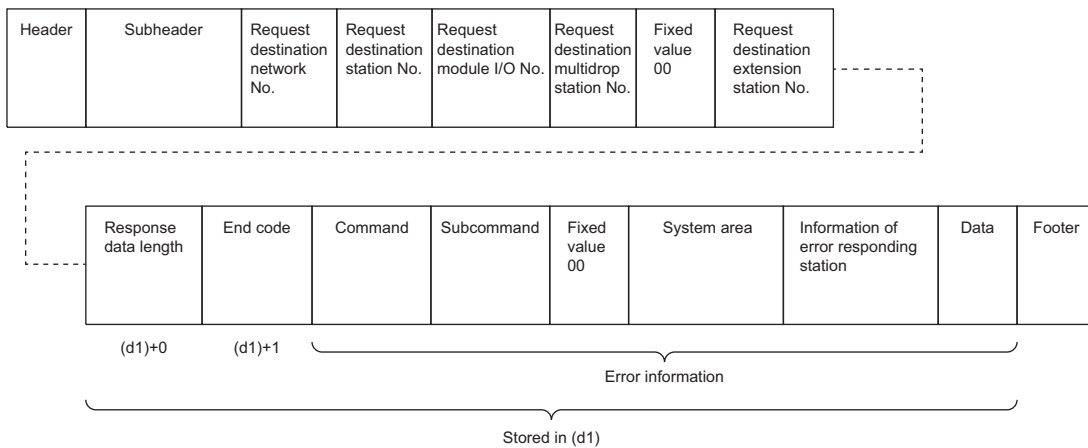 Header
Subheader
Request
destination
network
No.
Request
destination
station No.
Request
destination
module I/O No.
Request
destination
multidrop
station No.
Fixed
value
00
Request
destination
extension
station No.
Response
data length
End code
Command
Subcommand
Fixed
value
00
System area
Information of
error responding
station
Data
Footer
(d1)+0
(d1)+1
Error information
Stored in (d1)